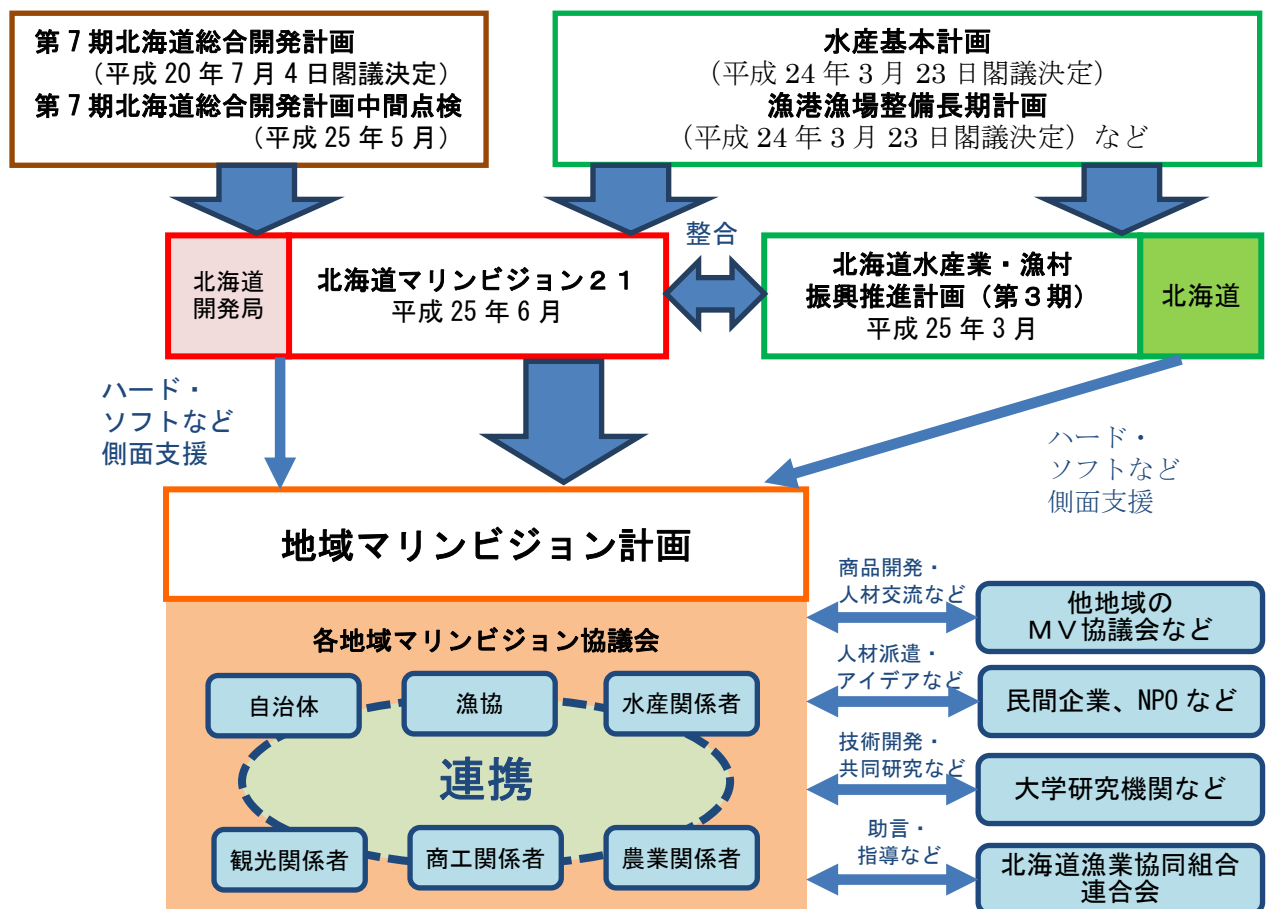 第７期北海道総合開発計画
（平成 20 年 7 月 4 日閣議決定）
第７期北海道総合開発計画中間点検
（平成 25 年 5 月）
水産基本計画
（平成 24 年 3 月 23 日閣議決定）
漁港漁場整備長期計画
（平成 24 年 3 月 23 日閣議決定）など
北海道
開発局
北海道マリンビジョン２１
平成 25 年 6 月
整合
北海道水産業・漁村
振興推進計画（第３期）
平成 25 年 3 月
北海道
ハード・
ソフトなど
側面支援
ハード・
ソフトなど
側面支援
地域マリンビジョン計画
各地域マリンビジョン協議会
自治体
漁協
水産関係者
連携
観光関係者
商工関係者
農業関係者
商品開発・
人材交流など
他地域の
ＭＶ協議会など
人材派遣・
アイデアなど
民間企業、NPO など
技術開発・
共同研究など
大学研究機関など
助言・
指導など
北海道漁業協同組合
連合会